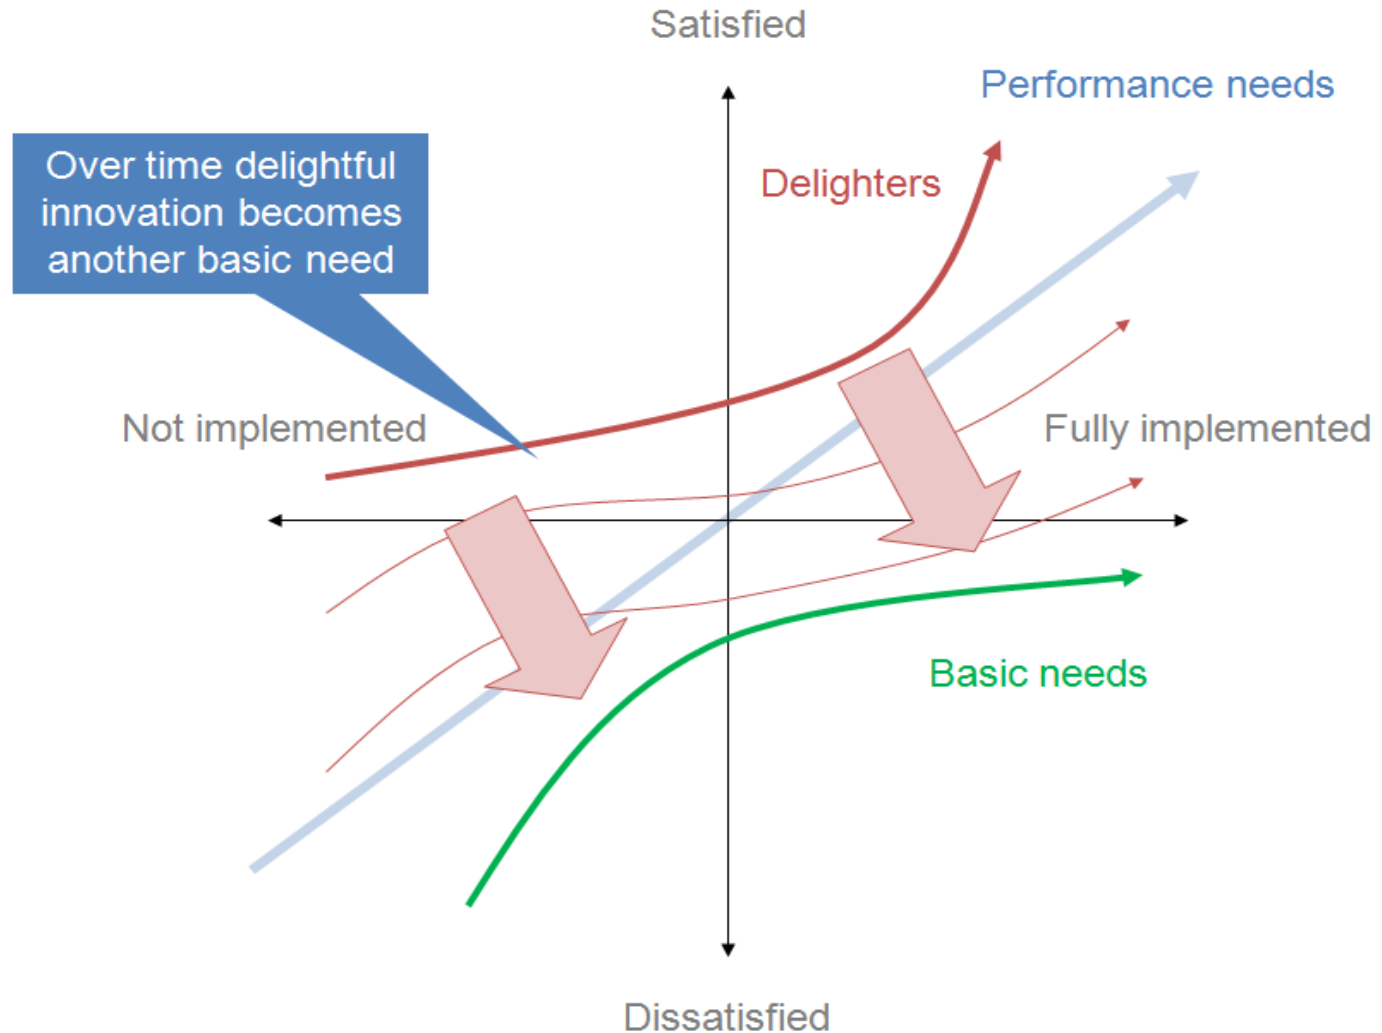 Satisfied
Performance needs
Over time delightful
innovation becomes
another basic need
Delighters
Not implemented
Fully implemented
Basic needs
Dissatisfied